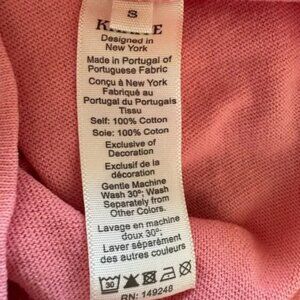 S
Designed in
New York
Made in Portugal of
Portuguese Fabric
Conçu à New York
Fabriqué au
Portugal du Portugais
Tissu
Self: 100% Cotton
Soie: 100% Coton
Exclusive of
Decoration
Exclusif de la
décoration
Gentle Machine
Wash 30°; Wash
Separately from
Other Colors.
Lavage en machine
doux 30°;
Laver séparément
des autres couleurs
30
RN: 149248